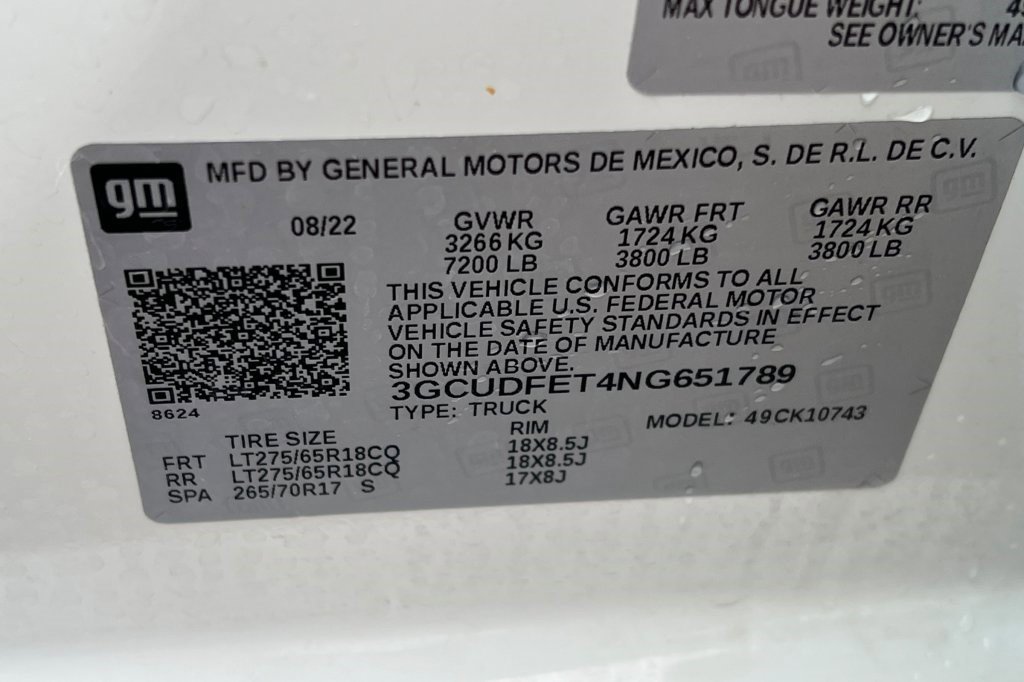 MAX TONGUE WEIGHT:
SEE OWNER'S
gm
MFD BY GENERAL MOTORS DE MEXICO, S. DE R.L. DE C.V.
08/22 GVWR GAWR FRT GAWR RR
3266 KG 1724 KG 1724 KG
7200 LB 3800 LB 3800 LB
THIS VEHICLE CONFORMS TO ALL
APPLICABLE U.S. FEDERAL MOTOR
VEHICLE SAFETY STANDARDS IN EFFECT
ON THE DATE OF MANUFACTURE
SHOWN ABOVE.
3GCUDFET4NG651789
8624
TYPE: TRUCK MODEL: 49CK10743
TIRE SIZE RIM
FRT LT275/65R18CQ 18X8.5J
RR LT275/65R18CQ 18X8.5J
SPA 265/70R17 S 17X8J